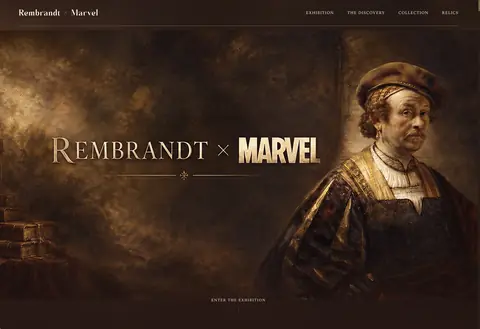 Rembrandt × Marvel
EXHIBITION
THE DISCOVERY
COLLECTION
RELICS
REMBRANDT × MARVEL
ENTER THE EXHIBITION